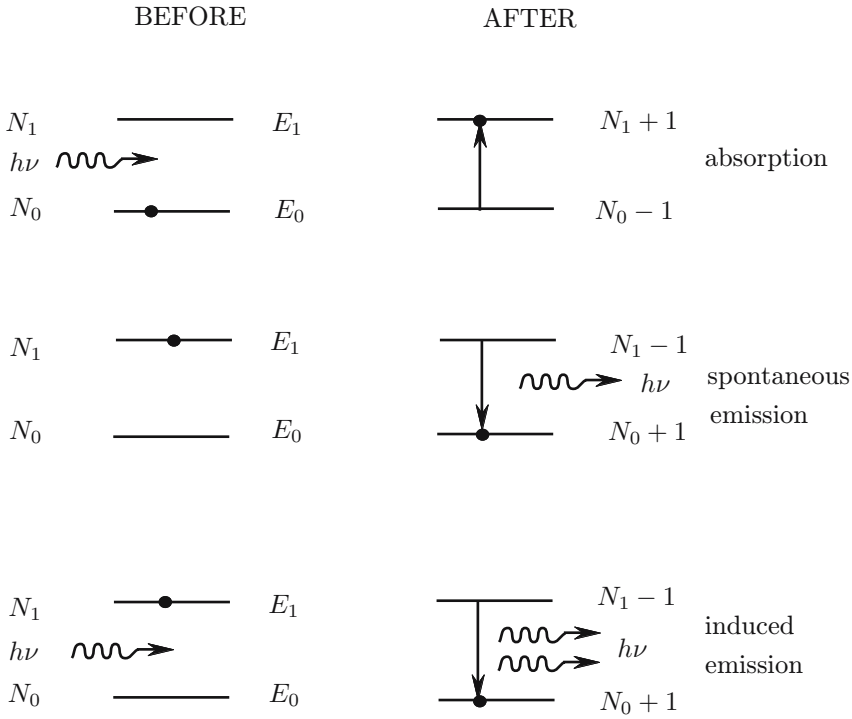 BEFORE AFTER
N₁ E₁ N₁ + 1
hν absorption
N₀ E₀ N₀ − 1
N₁ E₁ N₁ − 1
hν spontaneous
N₀ E₀ N₀ + 1 emission
N₁ E₁ N₁ − 1
hν hν induced
emission
N₀ E₀ N₀ + 1